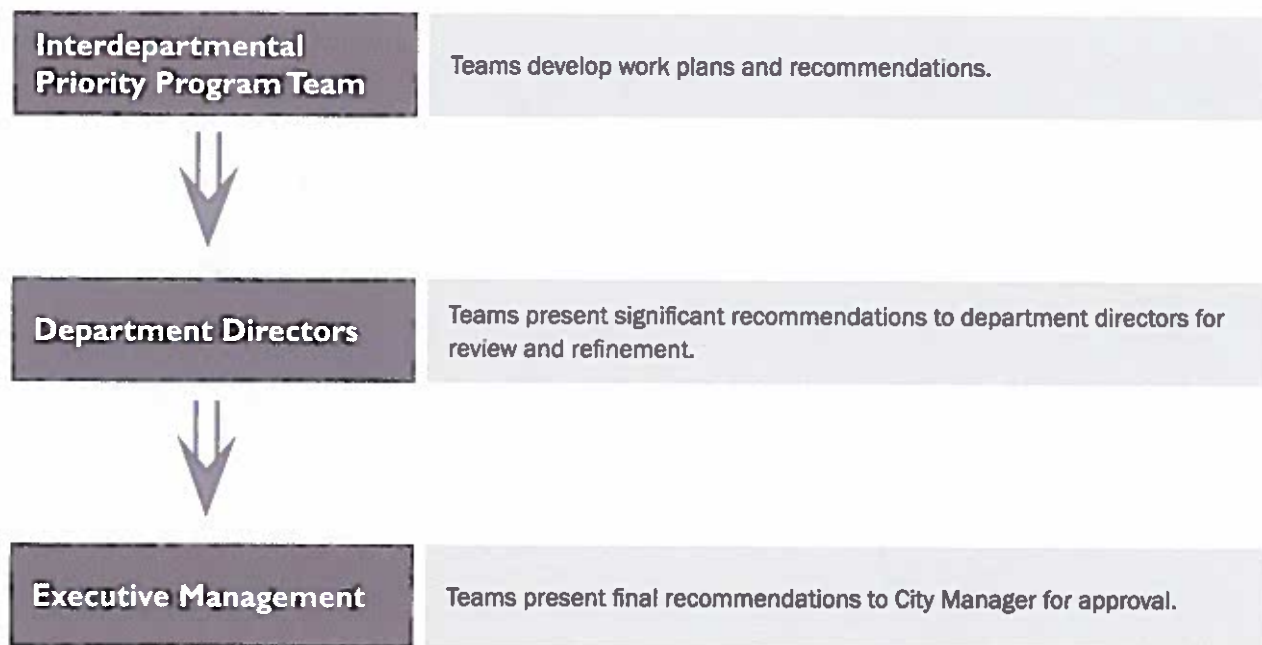 Interdepartmental
Priority Program Team
Teams develop work plans and recommendations.
Department Directors
Teams present significant recommendations to department directors for
review and refinement.
Executive Management
Teams present final recommendations to City Manager for approval.